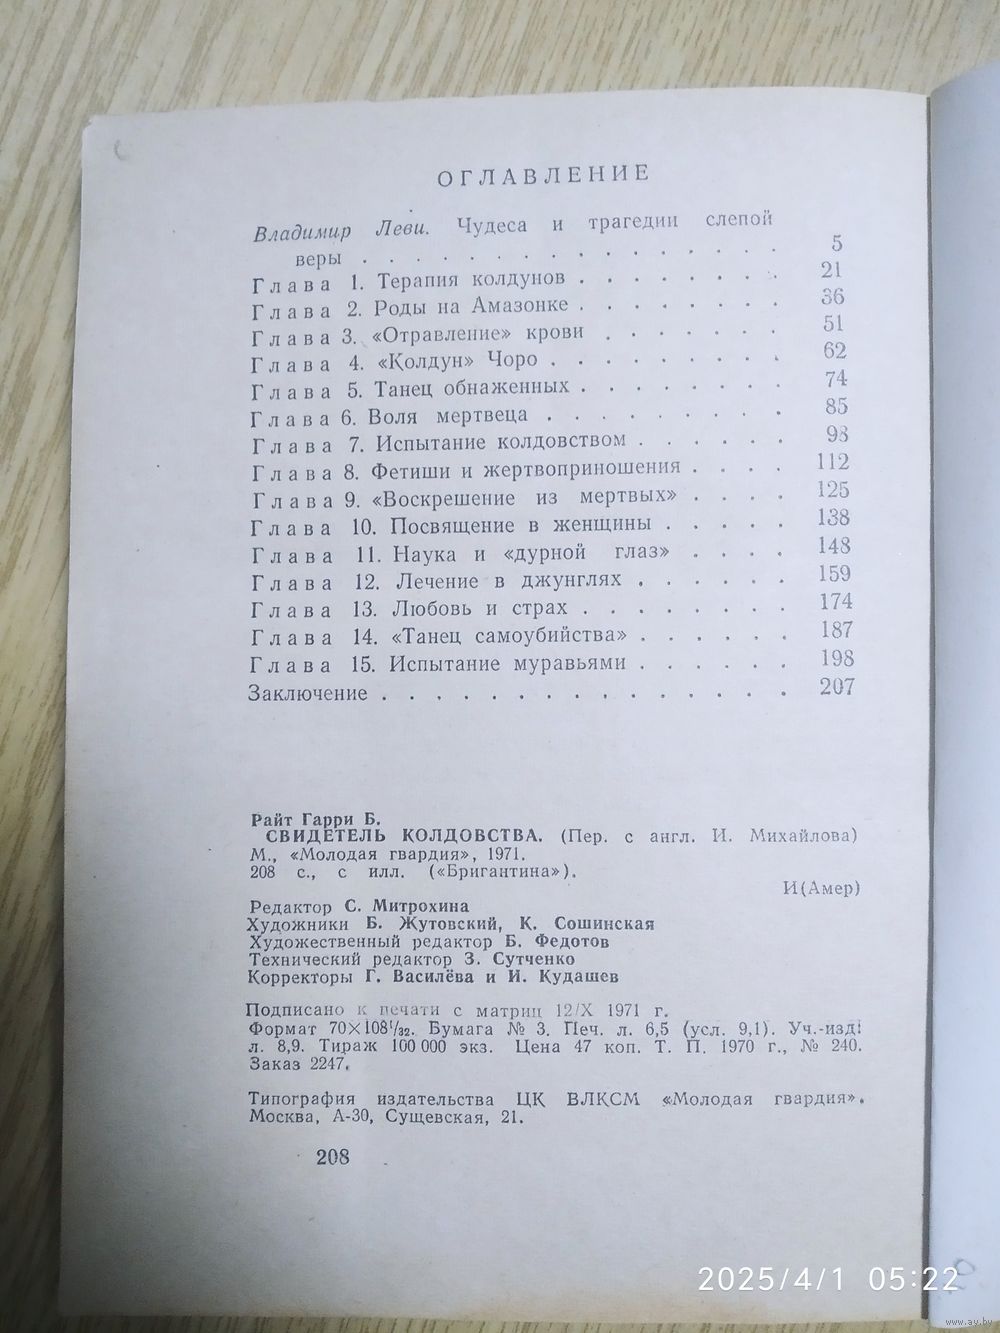 ОГЛАВЛЕНИЕ
Владимир Леви. Чудеса и трагедии слепой
веры . . . . . . . . . . . . . . . . 5
Глава 1. Терапия колдунов . . . . . . . . 21
Глава 2. Роды на Амазонке . . . . . . . . 36
Глава 3. «Отравление» крови . . . . . . . 51
Глава 4. «Колдун» Чоро . . . . . . . . . 62
Глава 5. Танец обнаженных . . . . . . . . 74
Глава 6. Воля мертвеца . . . . . . . . . 85
Глава 7. Испытание колдовством . . . . . . 98
Глава 8. Фетиши и жертвоприношения . . . . 112
Глава 9. «Воскрешение из мертвых» . . . . 125
Глава 10. Посвящение в женщины . . . . . 138
Глава 11. Наука и «дурной глаз» . . . . 148
Глава 12. Лечение в джунглях . . . . . . 159
Глава 13. Любовь и страх . . . . . . . . 174
Глава 14. «Танец самоубийства» . . . . . . 187
Глава 15. Испытание муравьями . . . . . . 198
Заключение . . . . . . . . . . . . . . . . 207
Райт Гарри Б.
СВИДЕТЕЛЬ КОЛДОВСТВА. (Пер. с англ. И. Михайлова)
М., «Молодая гвардия», 1971.
208 с., с илл. («Бригантина»).
И(Амер)
Редактор С. Митрохина
Художники Б. Жутовский, К. Сошинская
Художественный редактор Б. Федотов
Технический редактор З. Сутченко
Корректоры Г. Василёва и И. Кудашев
Подписано к печати с матриц 12/X 1971 г.
Формат 70×108¹/₃₂. Бумага № 3. Печ. л. 6,5 (усл. 9,1). Уч.-изд.
л. 8,9. Тираж 100 000 экз. Цена 47 коп. Т. П. 1970 г., № 240.
Заказ 2247.
Типография издательства ЦК ВЛКСМ «Молодая гвардия».
Москва, А-30, Сущевская, 21.
208
2025/4/1 05:22
www.ay.by